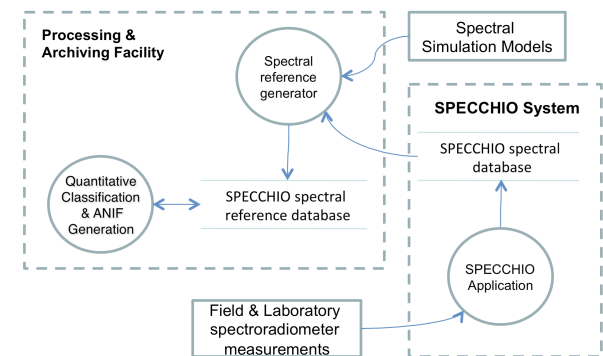 Processing &
Archiving Facility
Spectral
reference
generator
Spectral
Simulation Models
SPECCHIO System
SPECCHIO spectral
database
Quantitative
Classification
& ANIF
Generation
SPECCHIO spectral
reference database
SPECCHIO
Application
Field & Laboratory
spectroradiometer
measurements